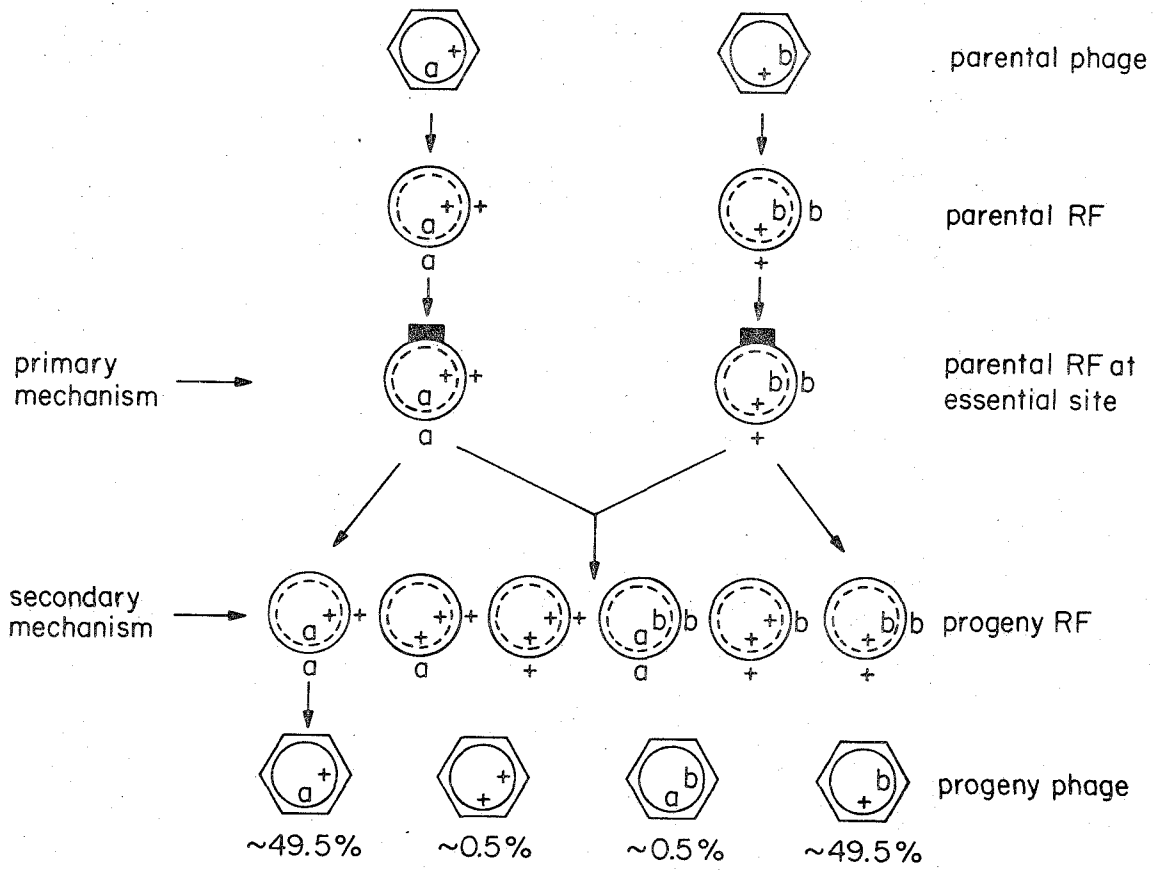 a +
+ b
parental phage
a + +
a
b b
+
+
parental RF
primary
mechanism
a + +
a
b b
+
+
parental RF at
essential site
secondary
mechanism
a + +
a
+ + +
a
+ + +
+
a b b
a
+ + b
+
+ b b
+
progeny RF
a +
+ +
a b
+ b
progeny phage
~49.5%
~0.5%
~0.5%
~49.5%